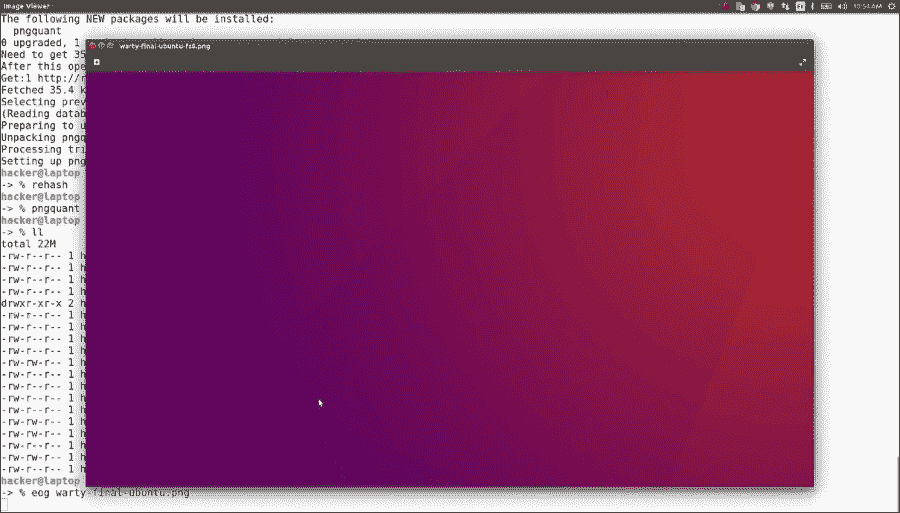 Image Viewer
10:54 AM
The following NEW packages will be installed:
pngquant
0 upgraded, 1
warty-final-ubuntu-fs8.png
Need to get 35
After this ope
Get:1 http://r
Fetched 35.4 k
Selecting prev
(Reading datab
Preparing to u
Unpacking pngq
Processing tri
Setting up png
hacker@laptop
-> % rehash
hacker@laptop
-> % pngquant
hacker@laptop
-> % ll
total 22M
-rw-r--r-- 1 h
-rw-r--r-- 1 h
-rw-r--r-- 1 h
-rw-r--r-- 1 h
drwxr-xr-x 2 h
-rw-r--r-- 1 h
-rw-r--r-- 1 h
-rw-r--r-- 1 h
-rw-r--r-- 1 h
-rw-rw-r-- 1 h
-rw-r--r-- 1 h
-rw-r--r-- 1 h
-rw-r--r-- 1 h
-rw-r--r-- 1 h
-rw-rw-r-- 1 h
-rw-rw-r-- 1 h
-rw-r--r-- 1 h
-rw-rw-r-- 1 h
-rw-r--r-- 1 h
hacker@laptop
-> % eog warty-final-ubuntu.png